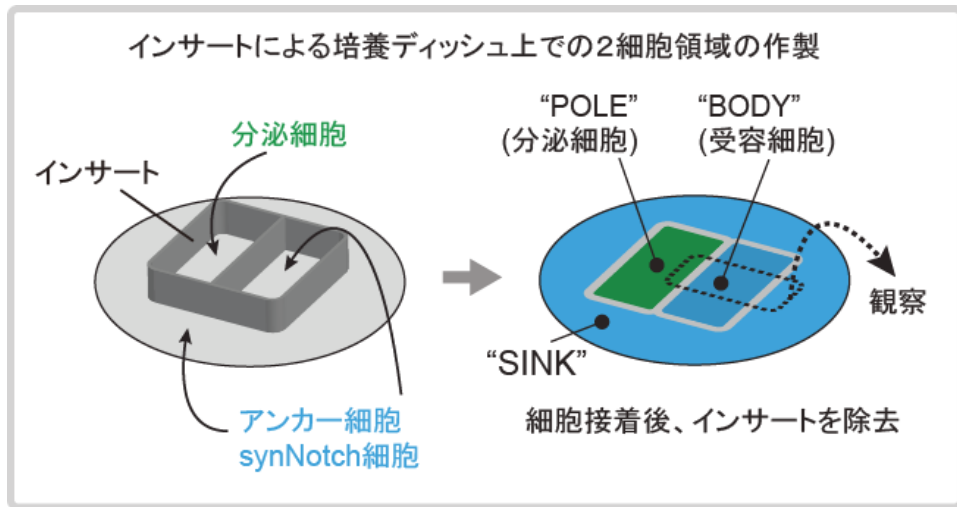 インサートによる培養ディッシュ上での2細胞領域の作製
分泌細胞
インサート
アンカー細胞
synNotch細胞
“POLE”
(分泌細胞)
“BODY”
(受容細胞)
観察
“SINK”
細胞接着後、インサートを除去